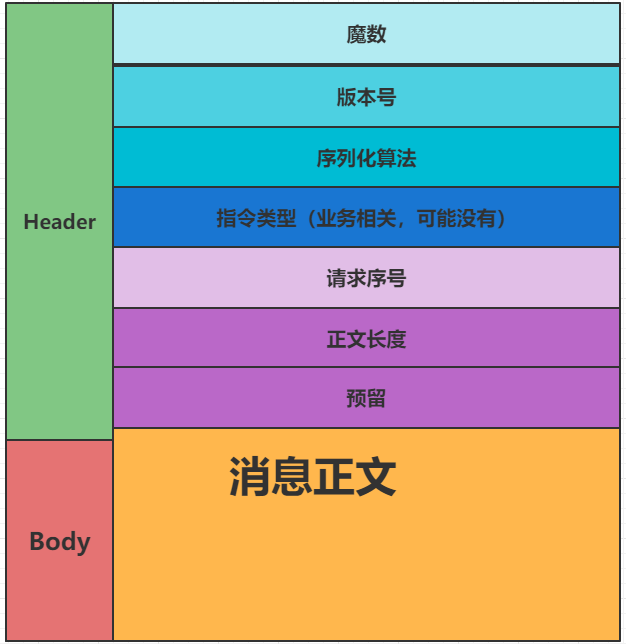 魔数
版本号
序列化算法
指令类型（业务相关，可能没有）
Header
请求序号
正文长度
预留
消息正文
Body